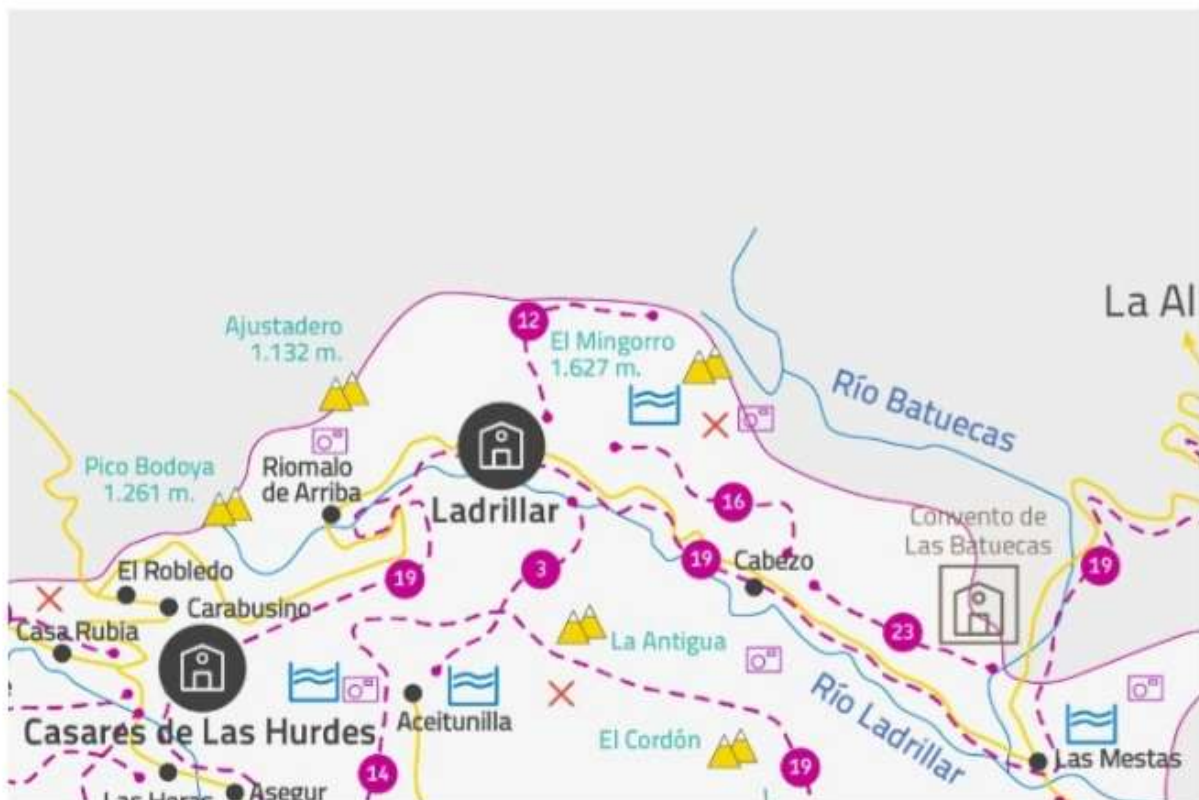 La Al
Ajustadero
1.132 m.
12
El Mingorro
1.627 m.
Río Batuecas
Pico Bodoya
1.261 m.
Riomalo
de Arriba
Ladrillar
16
Convento de
Las Batuecas
El Robledo
19
3
19
Cabezo
19
Carabusino
Casa Rubia
23
La Antigua
Casares de Las Hurdes
Aceitunilla
Río Ladrillar
El Cordón
14
19
Las Mestas
Las Heras
Asegur